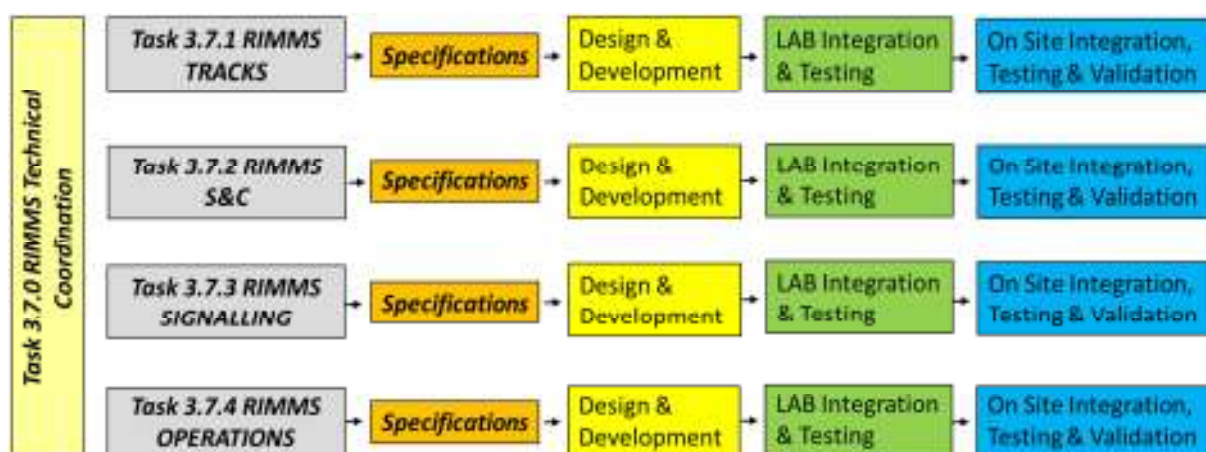 Task 3.7.0 RIMMS Technical
Coordination
Task 3.7.1 RIMMS
TRACKS
Specifications
Design &
Development
LAB Integration
& Testing
On Site Integration,
Testing & Validation
Task 3.7.2 RIMMS
S&C
Specifications
Design &
Development
LAB Integration
& Testing
On Site Integration,
Testing & Validation
Task 3.7.3 RIMMS
SIGNALLING
Specifications
Design &
Development
LAB Integration
& Testing
On Site Integration,
Testing & Validation
Task 3.7.4 RIMMS
OPERATIONS
Specifications
Design &
Development
LAB Integration
& Testing
On Site Integration,
Testing & Validation